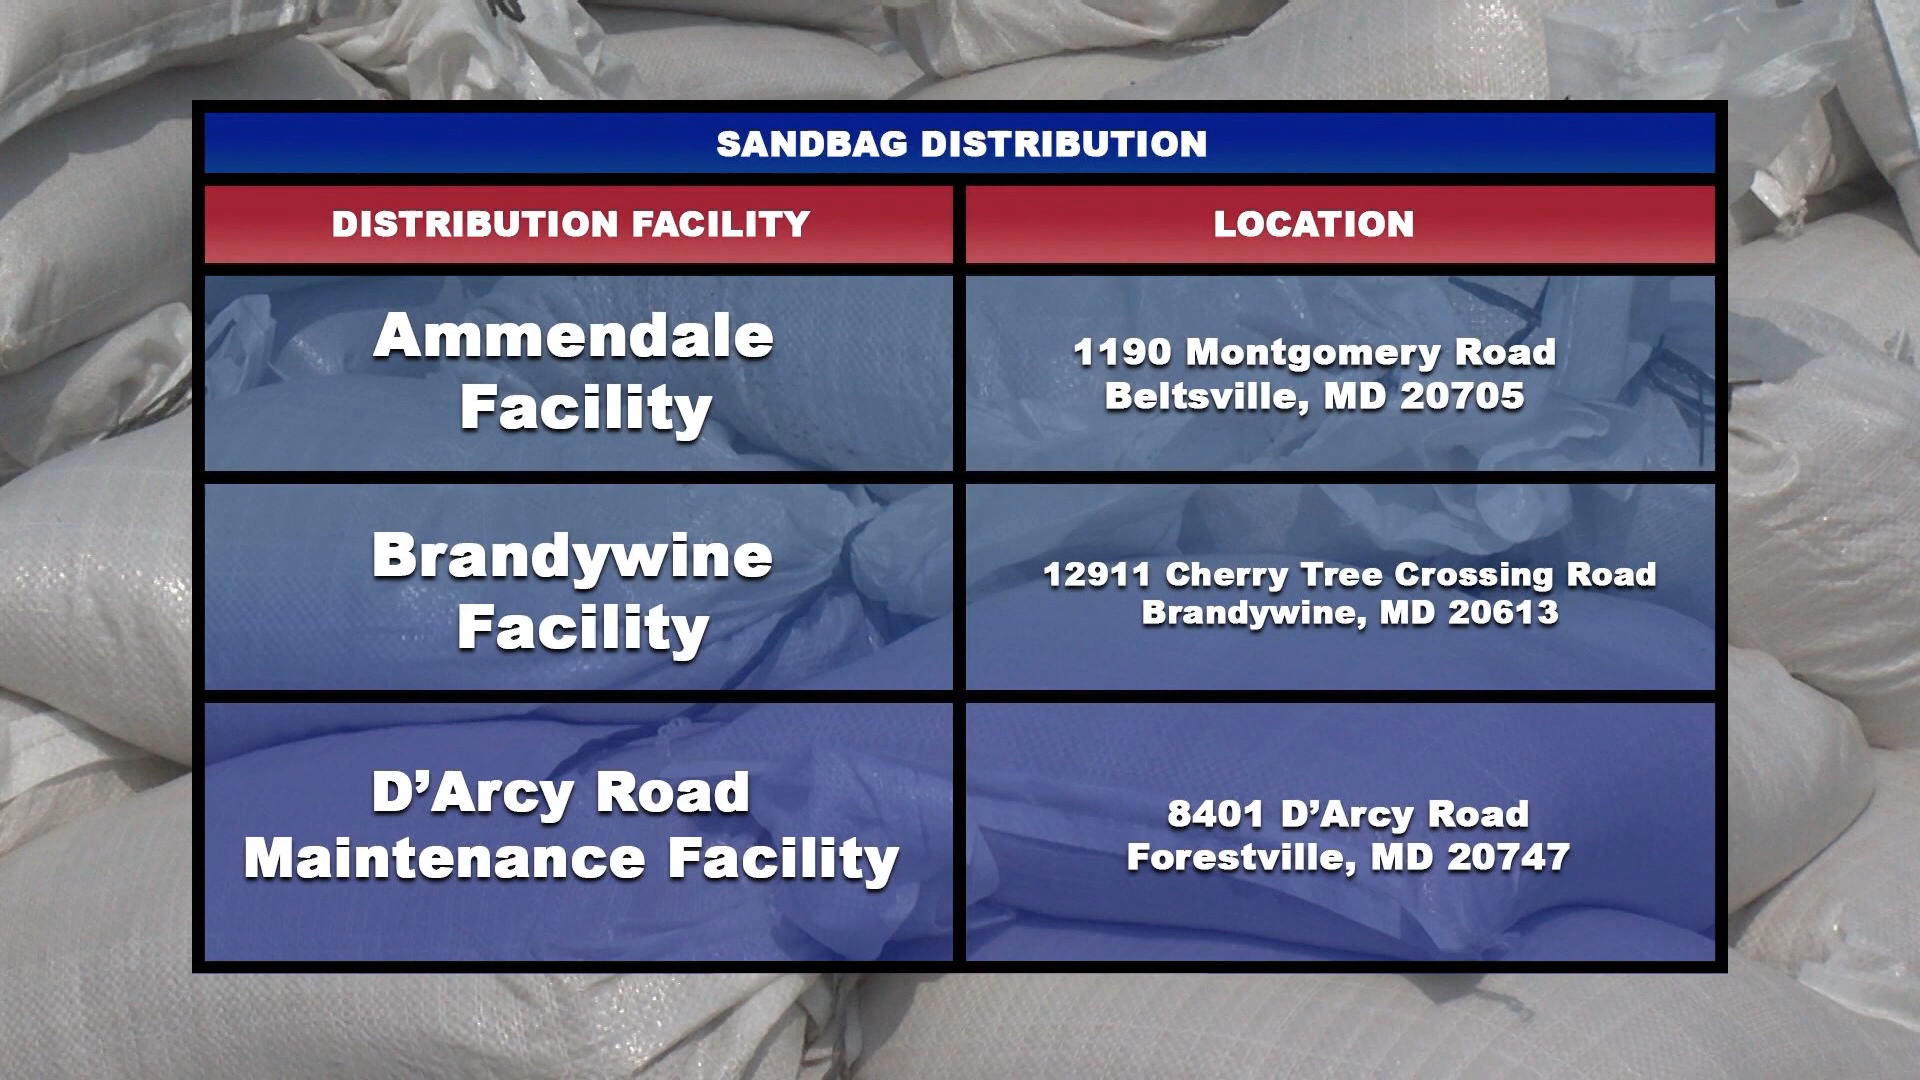 SANDBAG DISTRIBUTION
DISTRIBUTION FACILITY
LOCATION
Ammendale
Facility
1190 Montgomery Road
Beltsville, MD 20705
Brandywine
Facility
12911 Cherry Tree Crossing Road
Brandywine, MD 20613
D’Arcy Road
Maintenance Facility
8401 D’Arcy Road
Forestville, MD 20747